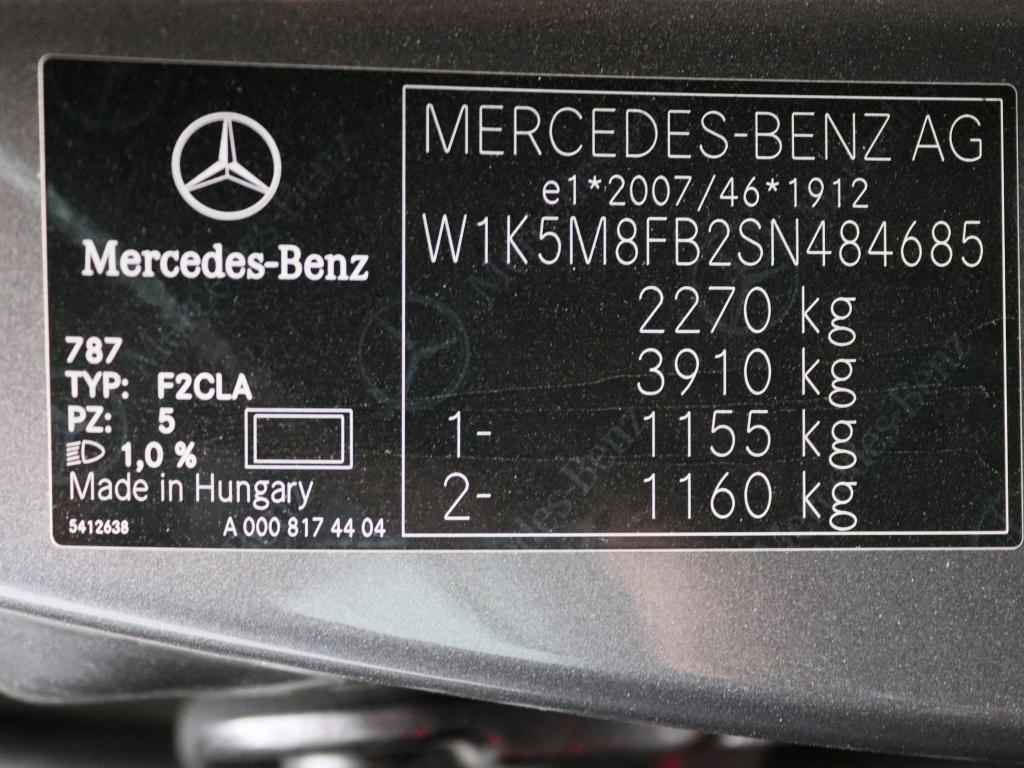 Mercedes-Benz
787
TYP: F2CLA
PZ: 5
1,0 %
Made in Hungary
5412638 A 000 817 44 04
MERCEDES-BENZ AG
e1*2007/46*1912
W1K5M8FB2SN484685
2270 kg
3910 kg
1- 1155 kg
2- 1160 kg